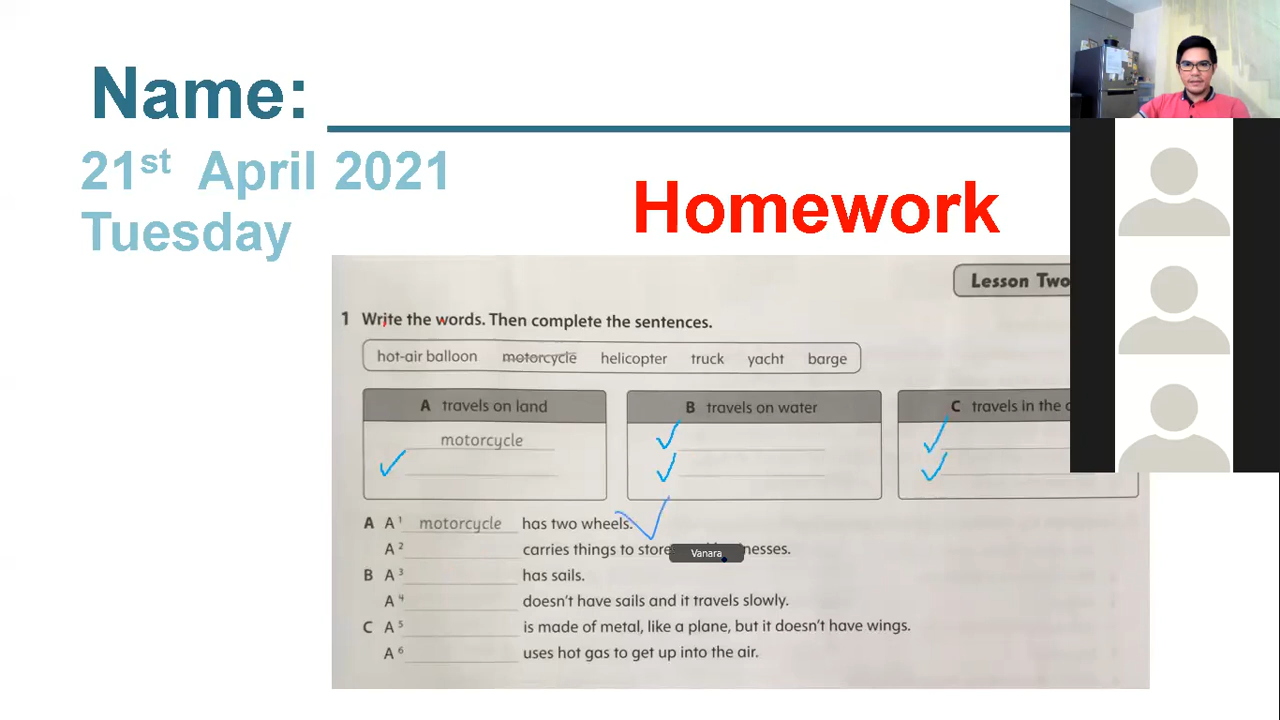 Name:
21st April 2021
Tuesday
Homework
Lesson Two
1 Write the words. Then complete the sentences.
hot-air balloon motorcycle helicopter truck yacht barge
A travels on land B travels on water C travels in the
motorcycle
A A 1 motorcycle has two wheels.
A 2 carries things to
Vanara
B A 3 has sails.
A 4 doesn't have sails and it travels slowly.
C A 5 is made of metal, like a plane, but it doesn't have wings.
A 6 uses hot gas to get up into the air.